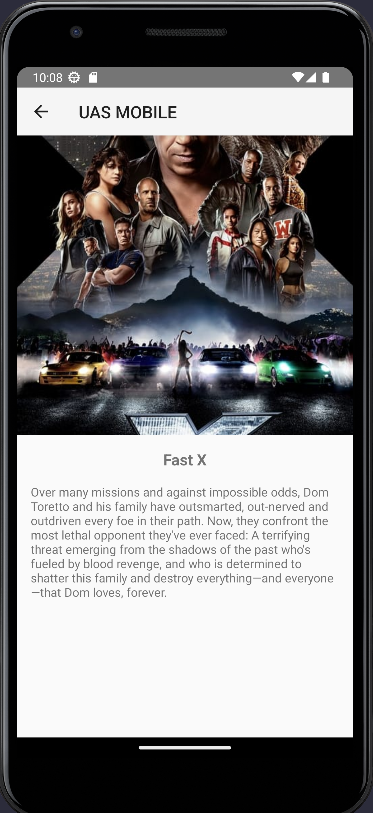 10:08
UAS MOBILE
W
Fast X
Over many missions and against impossible odds, Dom
Toretto and his family have outsmarted, out-nerved and
outdriven every foe in their path. Now, they confront the
most lethal opponent they've ever faced: A terrifying
threat emerging from the shadows of the past who's
fueled by blood revenge, and who is determined to
shatter this family and destroy everything—and everyone
—that Dom loves, forever.